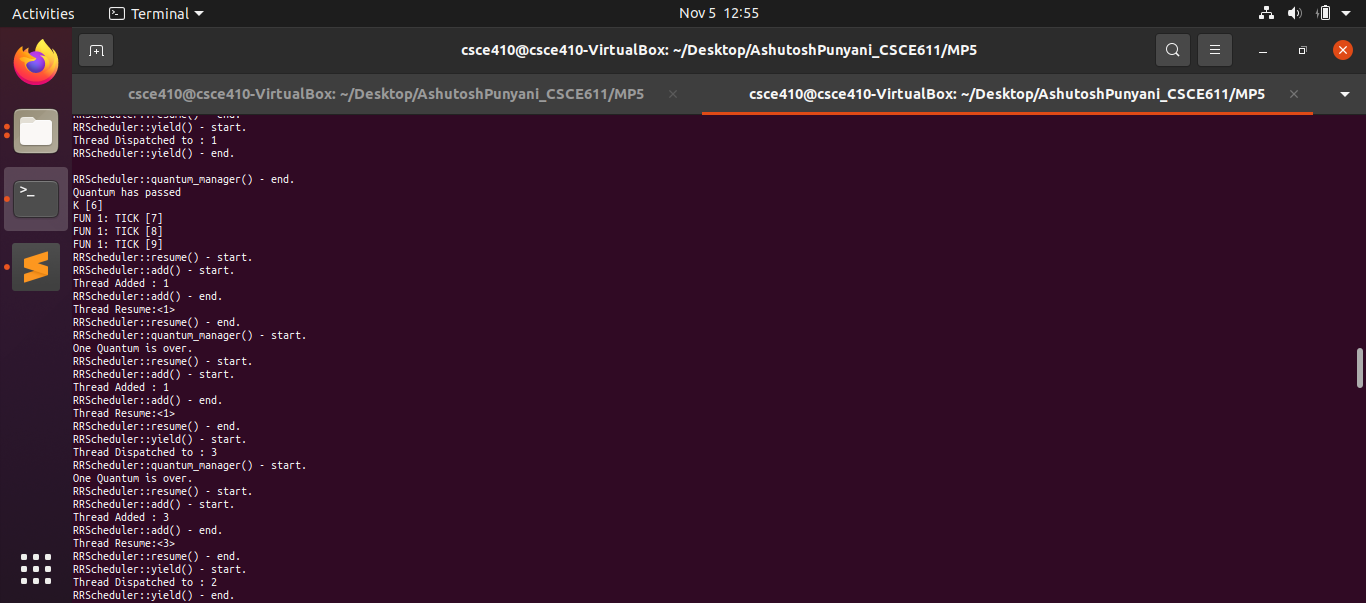 Activities
Terminal
Nov 5 12:55
csce410@csce410-VirtualBox: ~/Desktop/AshutoshPunyani_CSCE611/MP5
csce410@csce410-VirtualBox: ~/Desktop/AshutoshPunyani_CSCE611/MP5
csce410@csce410-VirtualBox: ~/Desktop/AshutoshPunyani_CSCE611/MP5
RRScheduler::resume() - end.
RRScheduler::yield() - start.
Thread Dispatched to : 1
RRScheduler::yield() - end.
RRScheduler::quantum_manager() - end.
Quantum has passed
K [6]
FUN 1: TICK [7]
FUN 1: TICK [8]
FUN 1: TICK [9]
RRScheduler::resume() - start.
RRScheduler::add() - start.
Thread Added : 1
RRScheduler::add() - end.
Thread Resume:<1>
RRScheduler::resume() - end.
RRScheduler::quantum_manager() - start.
One Quantum is over.
RRScheduler::resume() - start.
RRScheduler::add() - start.
Thread Added : 1
RRScheduler::add() - end.
Thread Resume:<1>
RRScheduler::resume() - end.
RRScheduler::yield() - start.
Thread Dispatched to : 3
RRScheduler::quantum_manager() - start.
One Quantum is over.
RRScheduler::resume() - start.
RRScheduler::add() - start.
Thread Added : 3
RRScheduler::add() - end.
Thread Resume:<3>
RRScheduler::resume() - end.
RRScheduler::yield() - start.
Thread Dispatched to : 2
RRScheduler::yield() - end.